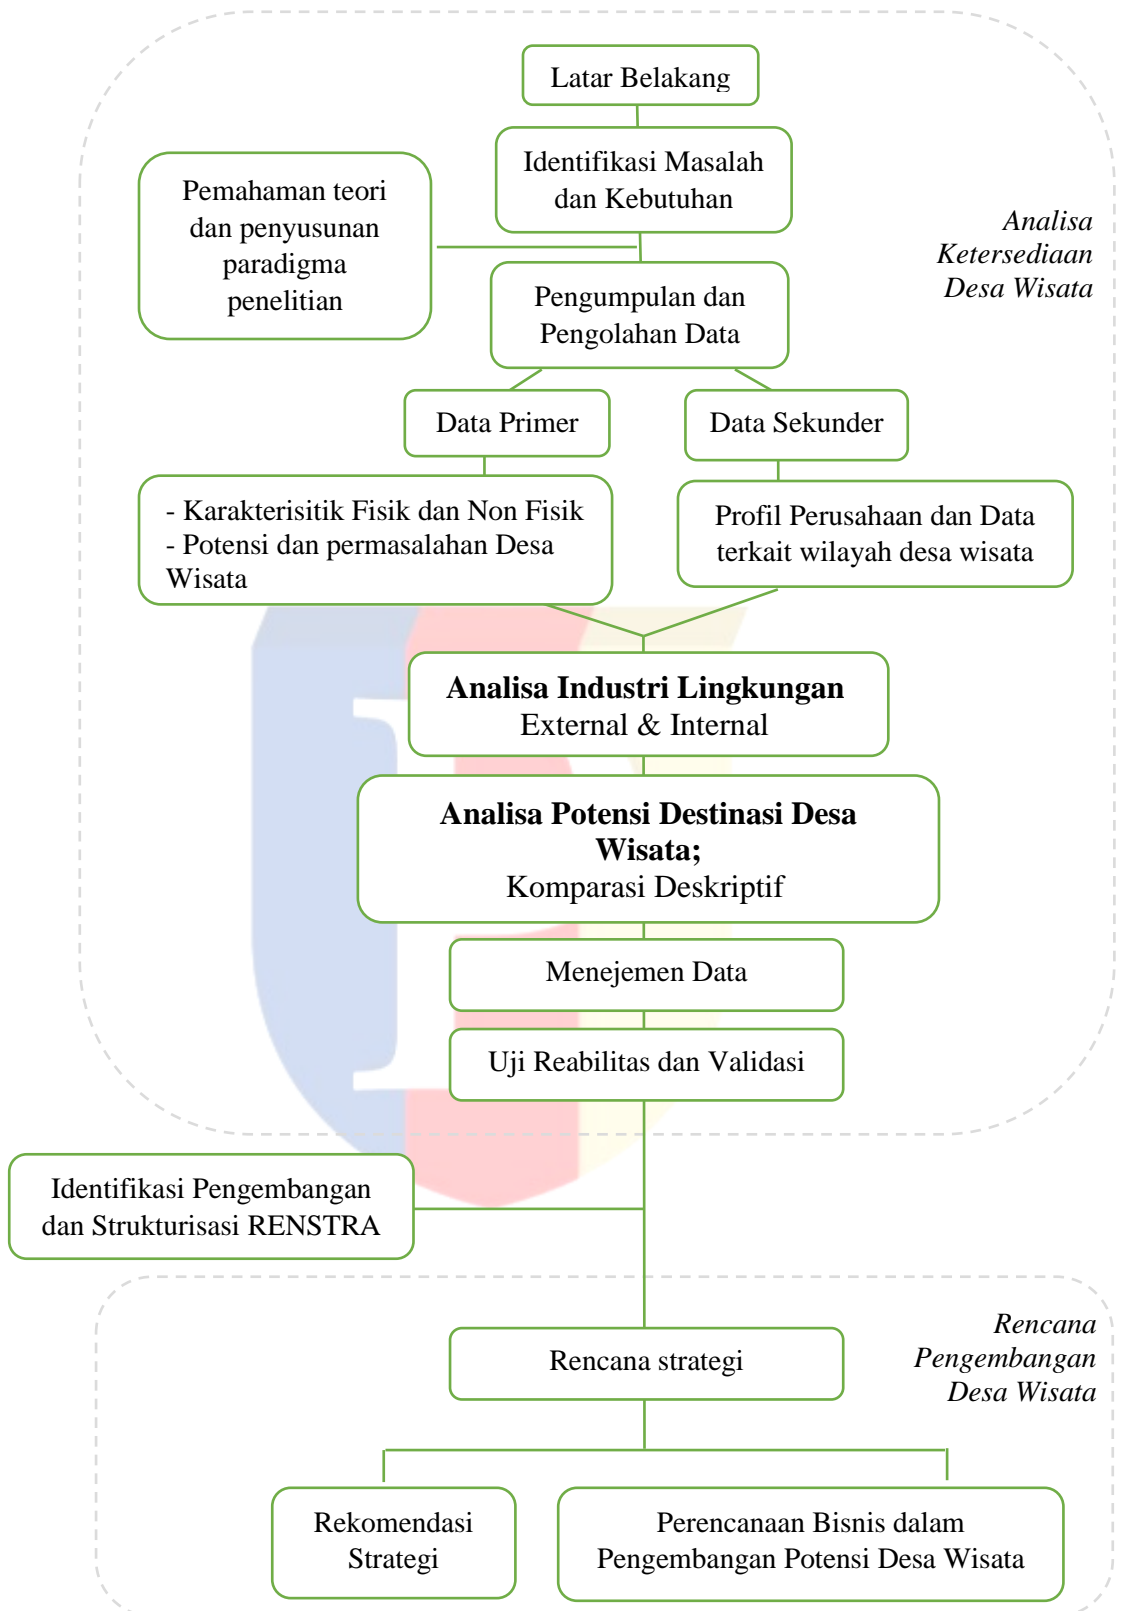 Latar Belakang
Identifikasi Masalah
dan Kebutuhan
Pemahaman teori
dan penyusunan
paradigma
penelitian
Analisa
Ketersediaan
Desa Wisata
Pengumpulan dan
Pengolahan Data
Data Primer
Data Sekunder
- Karakterisitik Fisik dan Non Fisik
- Potensi dan permasalahan Desa
Wisata
Profil Perusahaan dan Data
terkait wilayah desa wisata
Analisa Industri Lingkungan
External & Internal
Analisa Potensi Destinasi Desa
Wisata;
Komparasi Deskriptif
Menejemen Data
Uji Reabilitas dan Validasi
Identifikasi Pengembangan
dan Strukturisasi RENSTRA
Rencana
Pengembangan
Desa Wisata
Rencana strategi
Rekomendasi
Strategi
Perencanaan Bisnis dalam
Pengembangan Potensi Desa Wisata